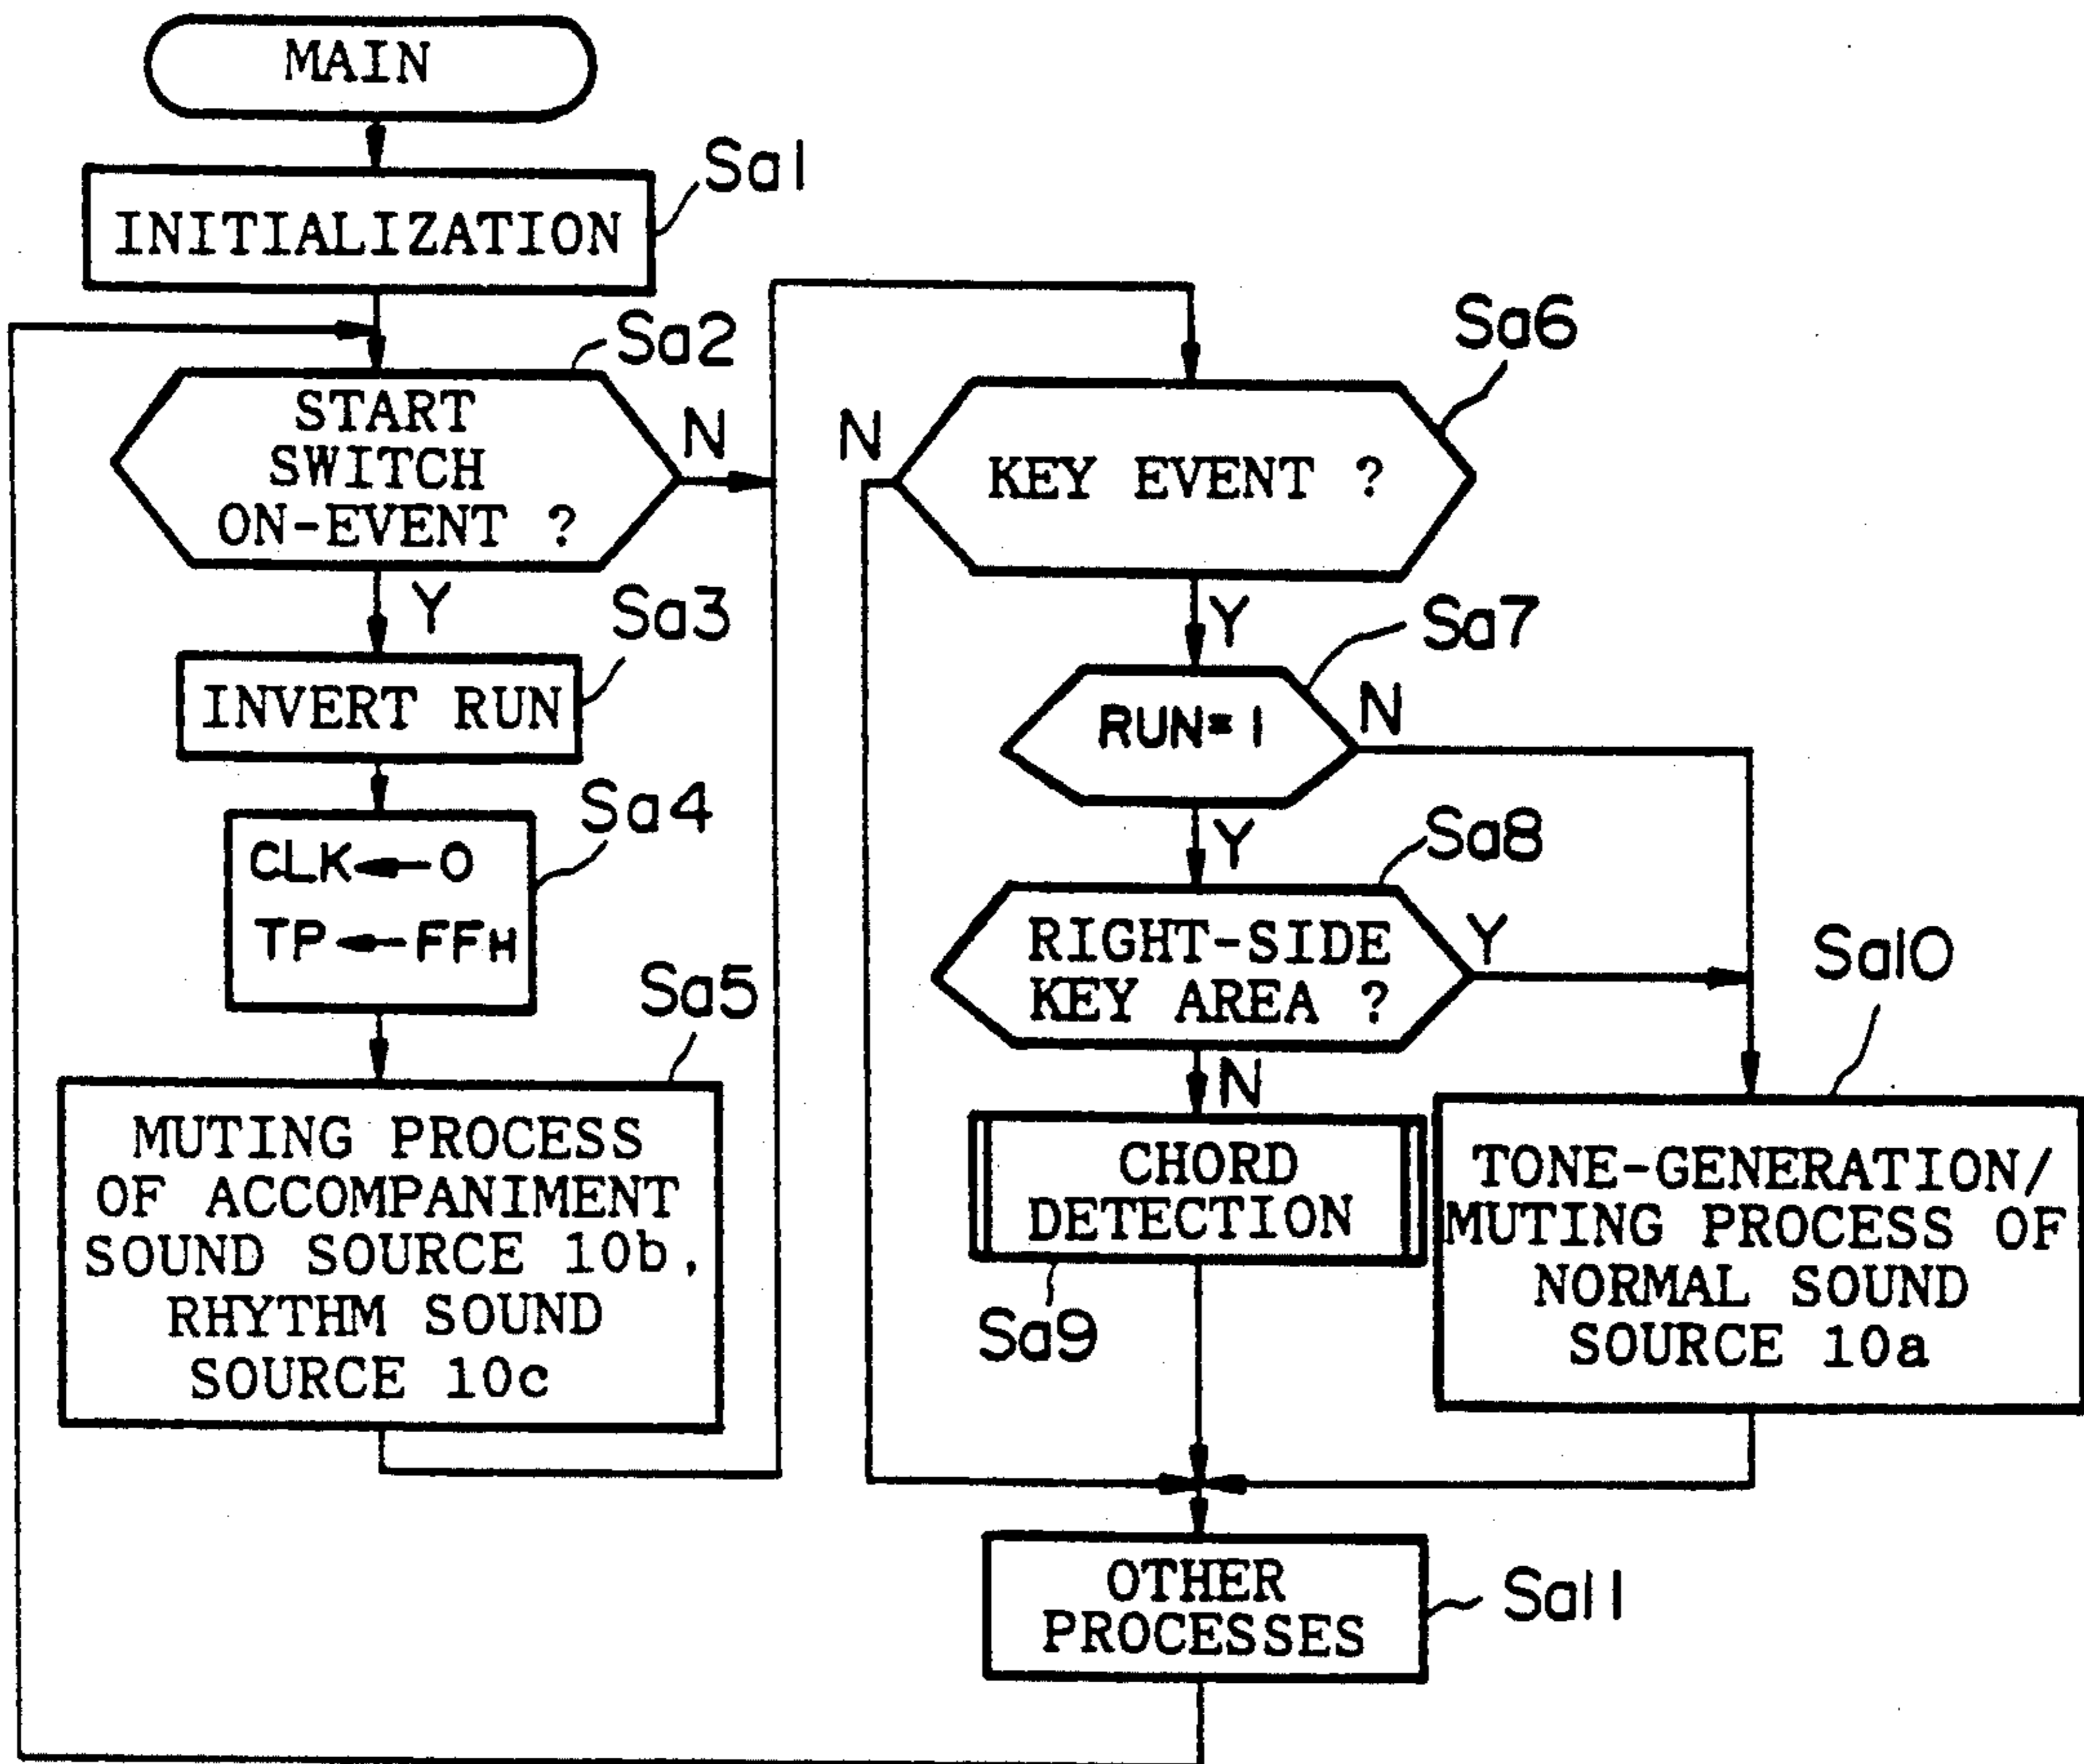 MAIN
Sa1
INITIALIZATION
Sa2
START
SWITCH
ON-EVENT ?
N
Y
Sa3
INVERT RUN
Sa4
CLK←0
TP←FFH
Sa5
MUTING PROCESS
OF ACCOMPANIMENT
SOUND SOURCE 10b,
RHYTHM SOUND
SOURCE 10c
Sa6
N
KEY EVENT ?
Y
Sa7
RUN=1
N
Y
Sa8
RIGHT-SIDE
KEY AREA ?
Y
N
CHORD
DETECTION
Sa9
Sa10
TONE-GENERATION/
MUTING PROCESS OF
NORMAL SOUND
SOURCE 10a
OTHER
PROCESSES
Sa11